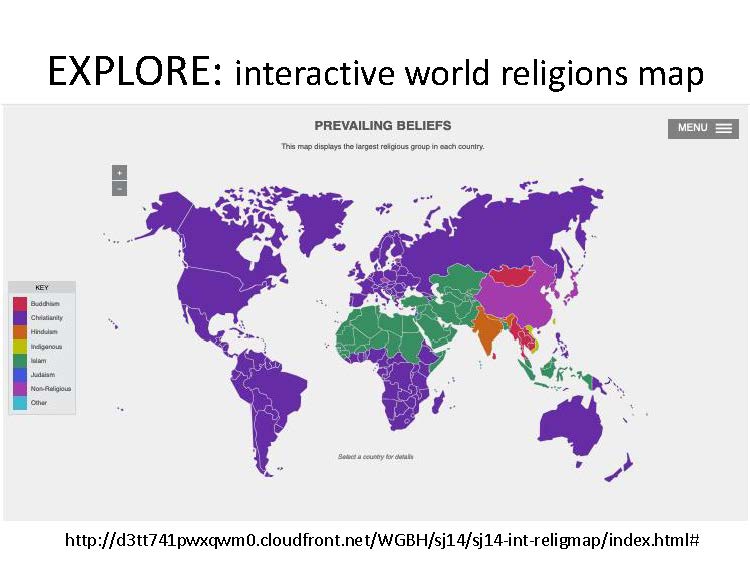 EXPLORE: interactive world religions map
PREVAILING BELIEFS
This map displays the largest religious group in each country.
MENU
+
−
KEY
Buddhism
Christianity
Hinduism
Indigenous
Islam
Judaism
Non-Religious
Other
Select a country for details
http://d3tt741pwxqwm0.cloudfront.net/WGBH/sj14/sj14-int-religmap/index.html#